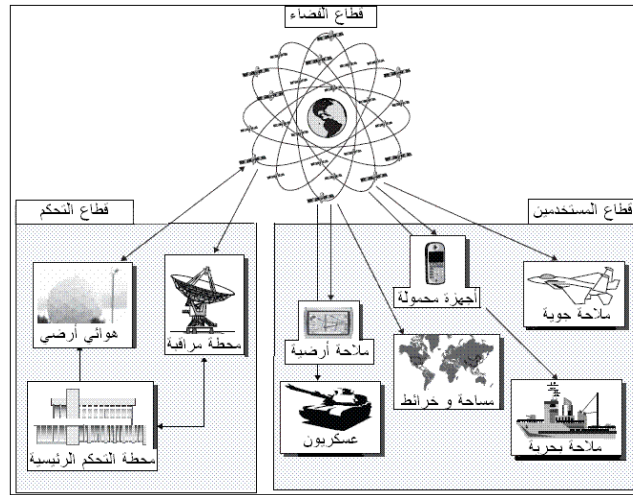 قطاع الفضاء
قطاع المستخدمين
قطاع التحكم
أجهزة محمولة
ملاحة جوية
ملاحة أرضية
مساحة و خرائط
عسكريون
ملاحة بحرية
محطة مراقبة
هوائي أرضي
محطة التحكم الرئيسية